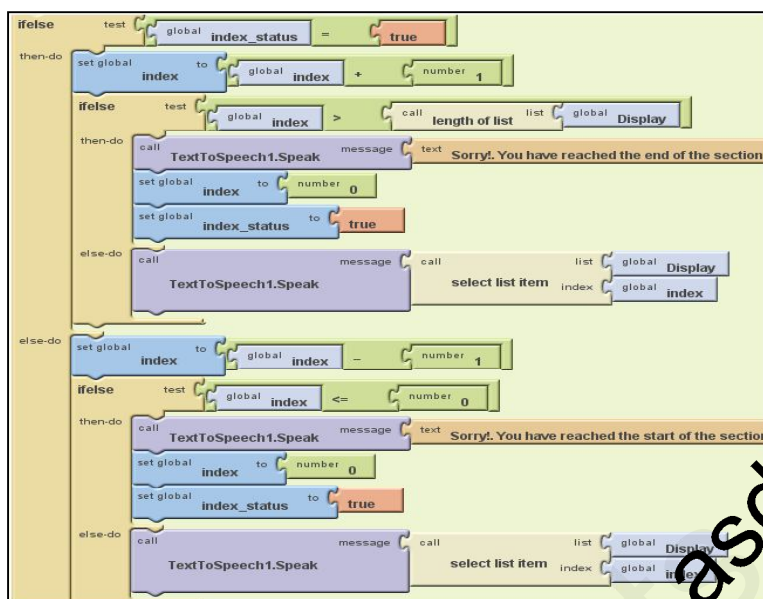 ifelse test global index_status = true
then-do set global index to global index + number 1
ifelse test global index > call length of list list global Display
then-do call TextToSpeech1.Speak message text Sorry!. You have reached the end of the section
set global index to number 0
set global index_status to true
else-do call TextToSpeech1.Speak message call select list item list global Display
index global index
else-do set global index to global index - number 1
ifelse test global index <= number 0
then-do call TextToSpeech1.Speak message text Sorry!. You have reached the start of the section
set global index to number 0
set global index_status to true
else-do call TextToSpeech1.Speak message call select list item list global Display
index global index